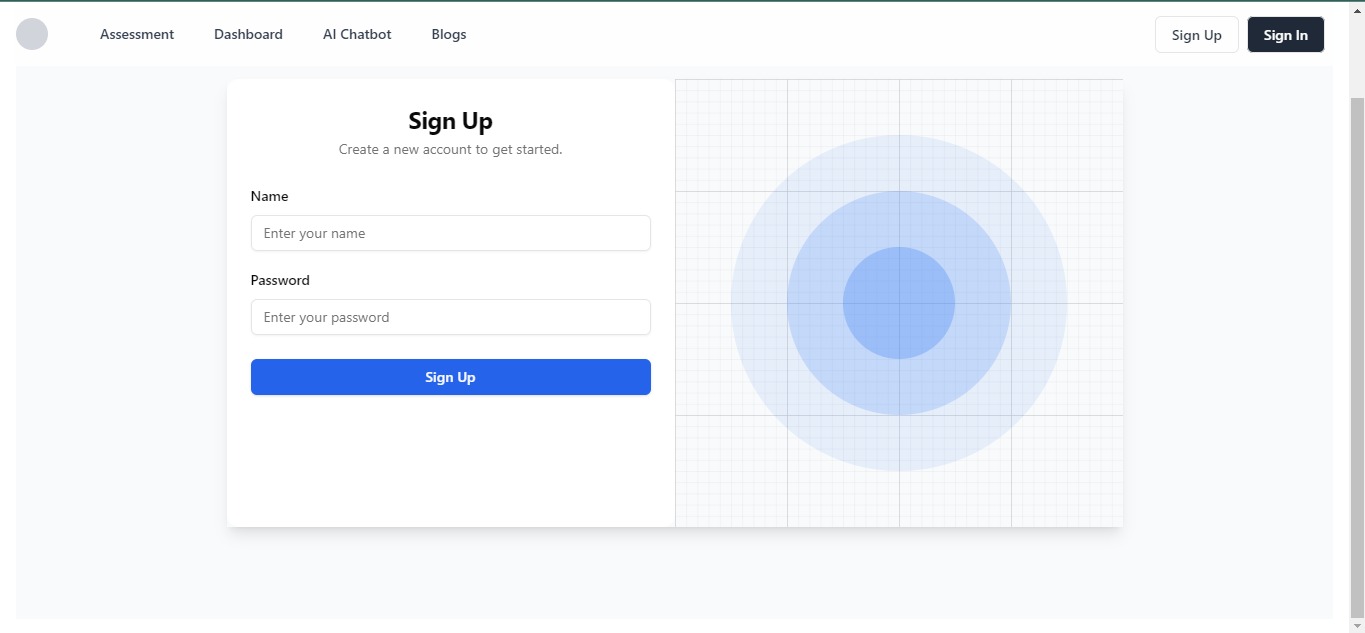 Assessment Dashboard AI Chatbot Blogs Sign Up Sign In
Sign Up
Create a new account to get started.
Name
Enter your name
Password
Enter your password
Sign Up